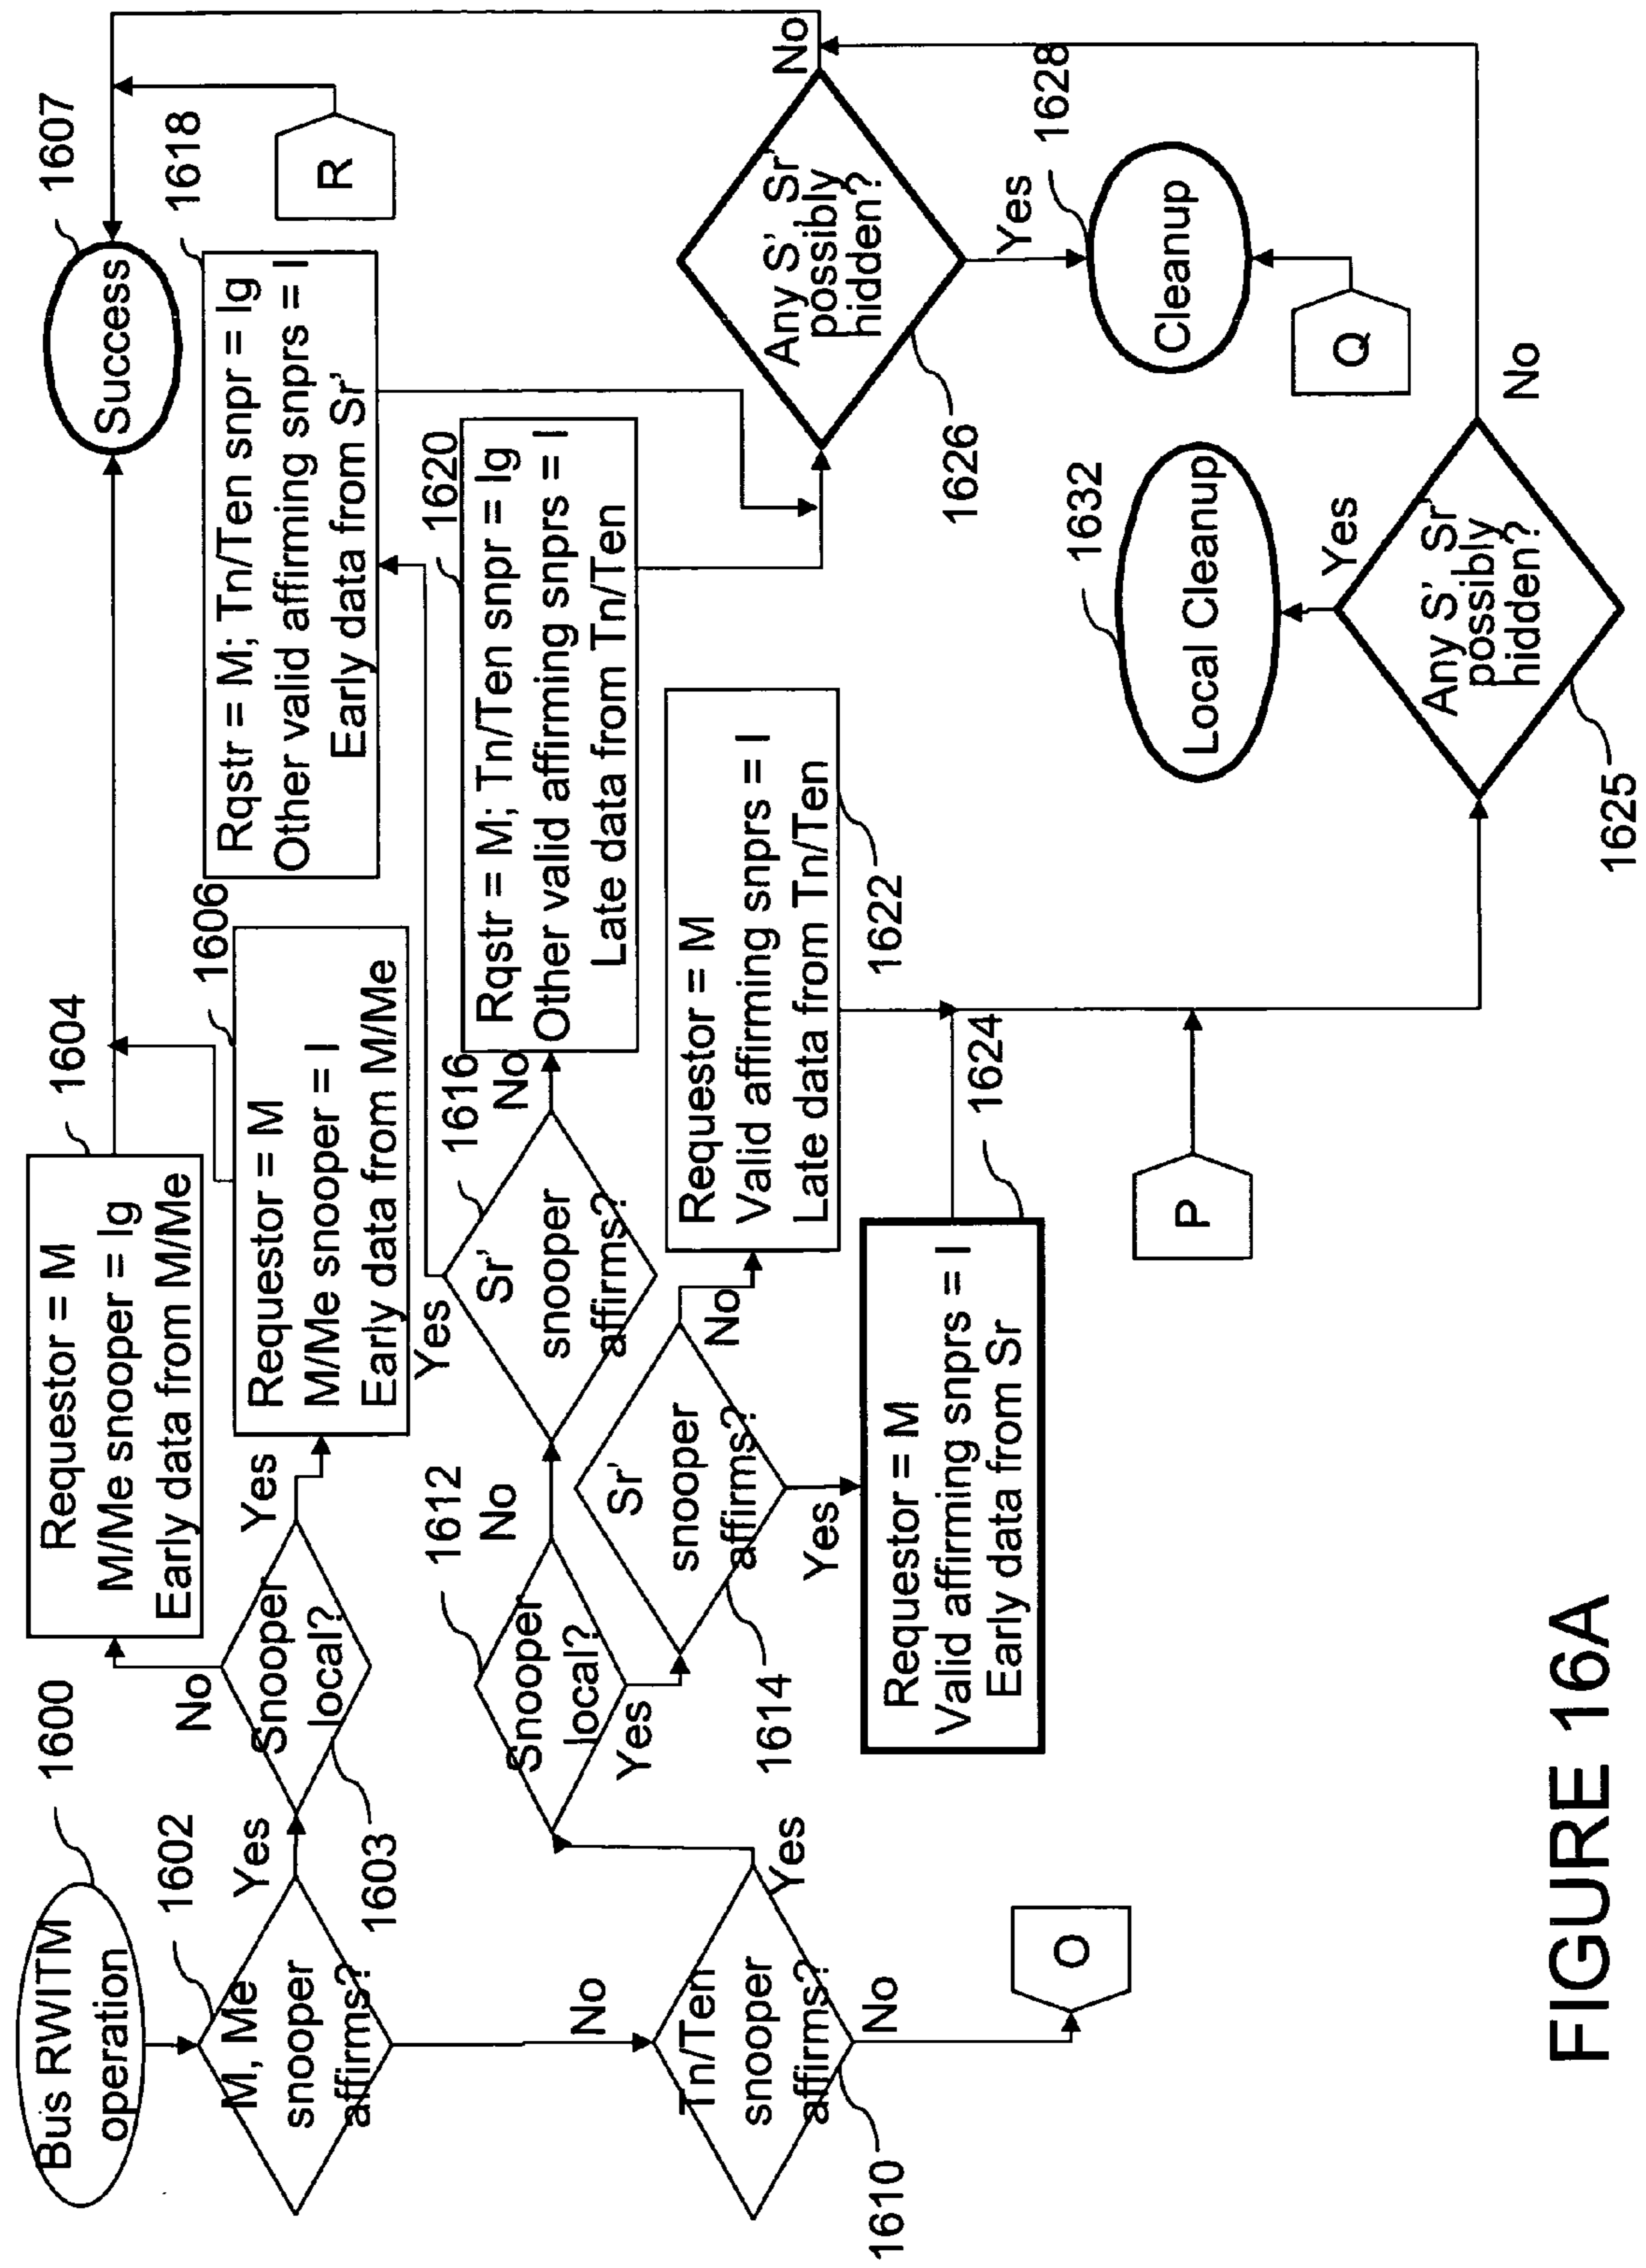 Bus RWITM
operation
1600
M, Me
snooper
affirms?
1602
Yes
No
Snooper
local?
1603
No
Yes
Requestor = M
M/Me snooper = Ig
Early data from M/Me
1604
Requestor = M
M/Me snooper = I
Early data from M/Me
1606
Success
1607
R
Tn/Ten
snooper
affirms?
1610
Yes
No
O
Snooper
local?
1612
No
Yes
Sr'
snooper
affirms?
1616
Yes
No
Sr'
snooper
affirms?
1614
No
Yes
Rqstr = M; Tn/Ten snpr = Ig
Other valid affirming snprs = I
Early data from Sr'
1618
Rqstr = M; Tn/Ten snpr = Ig
Other valid affirming snprs = I
Late data from Tn/Ten
1620
Requestor = M
Valid affirming snprs = I
Late data from Tn/Ten
1622
Requestor = M
Valid affirming snprs = I
Early data from Sr
1624
P
Any S' Sr'
possibly
hidden?
1626
No
Yes
Cleanup
1628
Q
Any S' Sr'
possibly
hidden?
1625
Yes
No
Local Cleanup
1632
FIGURE 16A